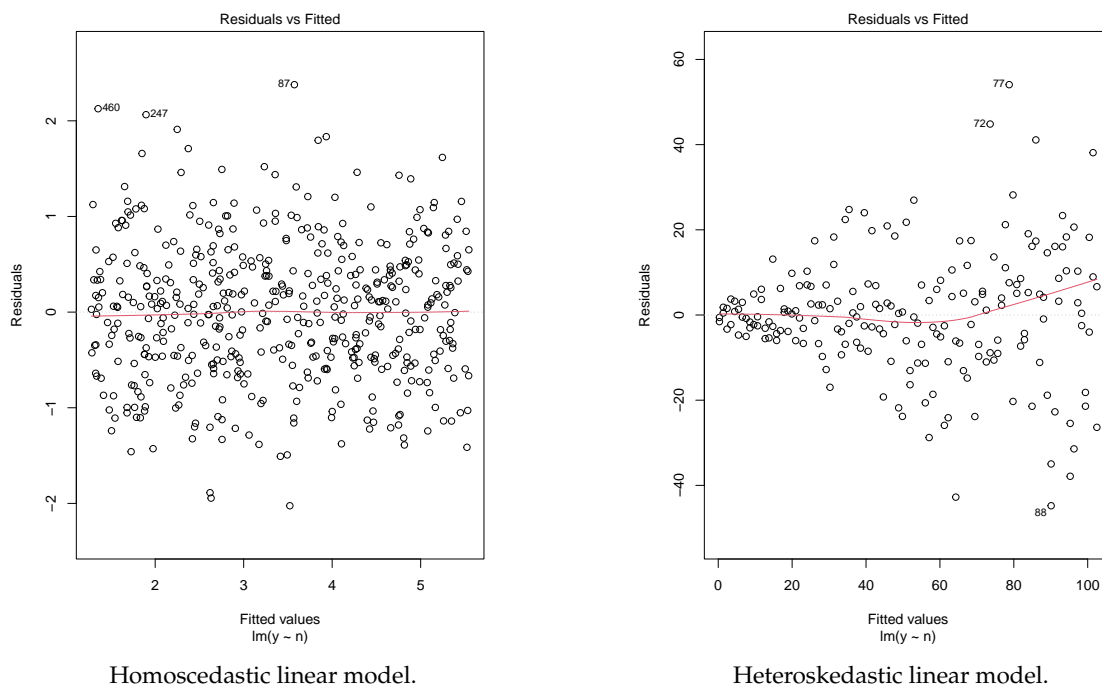 Residuals vs Fitted
Residuals
2
1
0
−1
−2
87
460
247
2
3
4
5
Fitted values
lm(y ~ n)
Homoscedastic linear model.
Residuals vs Fitted
Residuals
60
40
20
0
−20
−40
77
72
88
0
20
40
60
80
100
Fitted values
lm(y ~ n)
Heteroskedastic linear model.